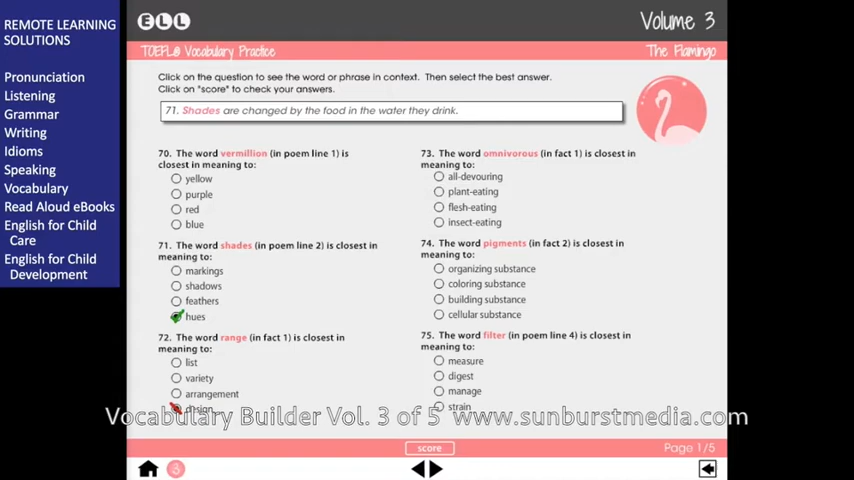 REMOTE LEARNING
SOLUTIONS
Pronunciation
Listening
Grammar
Writing
Idioms
Speaking
Vocabulary
Read Aloud eBooks
English for Child
Care
English for Child
Development
ELL
Volume 3
TOEFL® Vocabulary Practice
The Flamingo
Click on the question to see the word or phrase in context. Then select the best answer.
Click on "score" to check your answers.
71. Shades are changed by the food in the water they drink.
70. The word vermillion (in poem line 1) is
closest in meaning to:
yellow
purple
red
blue
71. The word shades (in poem line 2) is closest in
meaning to:
markings
shadows
feathers
hues
72. The word range (in fact 1) is closest in
meaning to:
list
variety
arrangement
design
73. The word omnivorous (in fact 1) is closest in
meaning to:
all-devouring
plant-eating
flesh-eating
insect-eating
74. The word pigments (in fact 2) is closest in
meaning to:
organizing substance
coloring substance
building substance
cellular substance
75. The word filter (in poem line 4) is closest in
meaning to:
measure
digest
manage
strain
Vocabulary Builder Vol. 3 of 5 www.sunburstmedia.com
score
Page 1/5
3